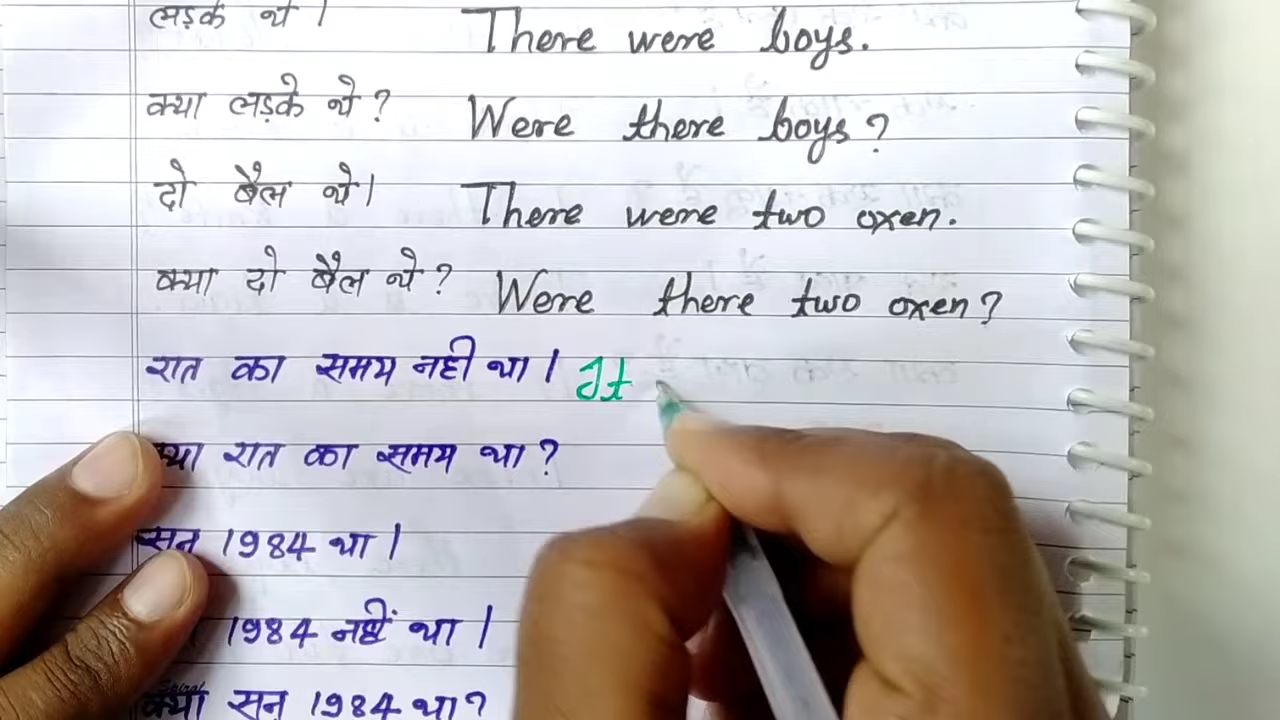 लड़के थे। There were boys.
क्या लड़के थे? Were there boys?
दो बैल थे। There were two oxen.
क्या दो बैल थे? Were there two oxen?
रात का समय नही था। It
क्या रात का समय था?
सन 1984 था।
1984 नहीं था।
क्या सन् 1984 था?